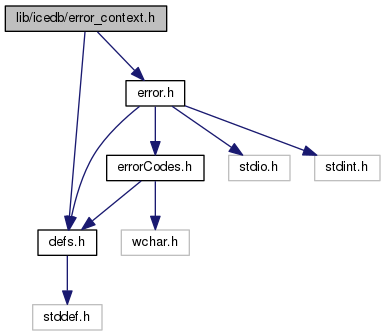 lib/icedb/error_context.h
error.h
errorCodes.h
stdio.h
stdint.h
defs.h
wchar.h
stddef.h